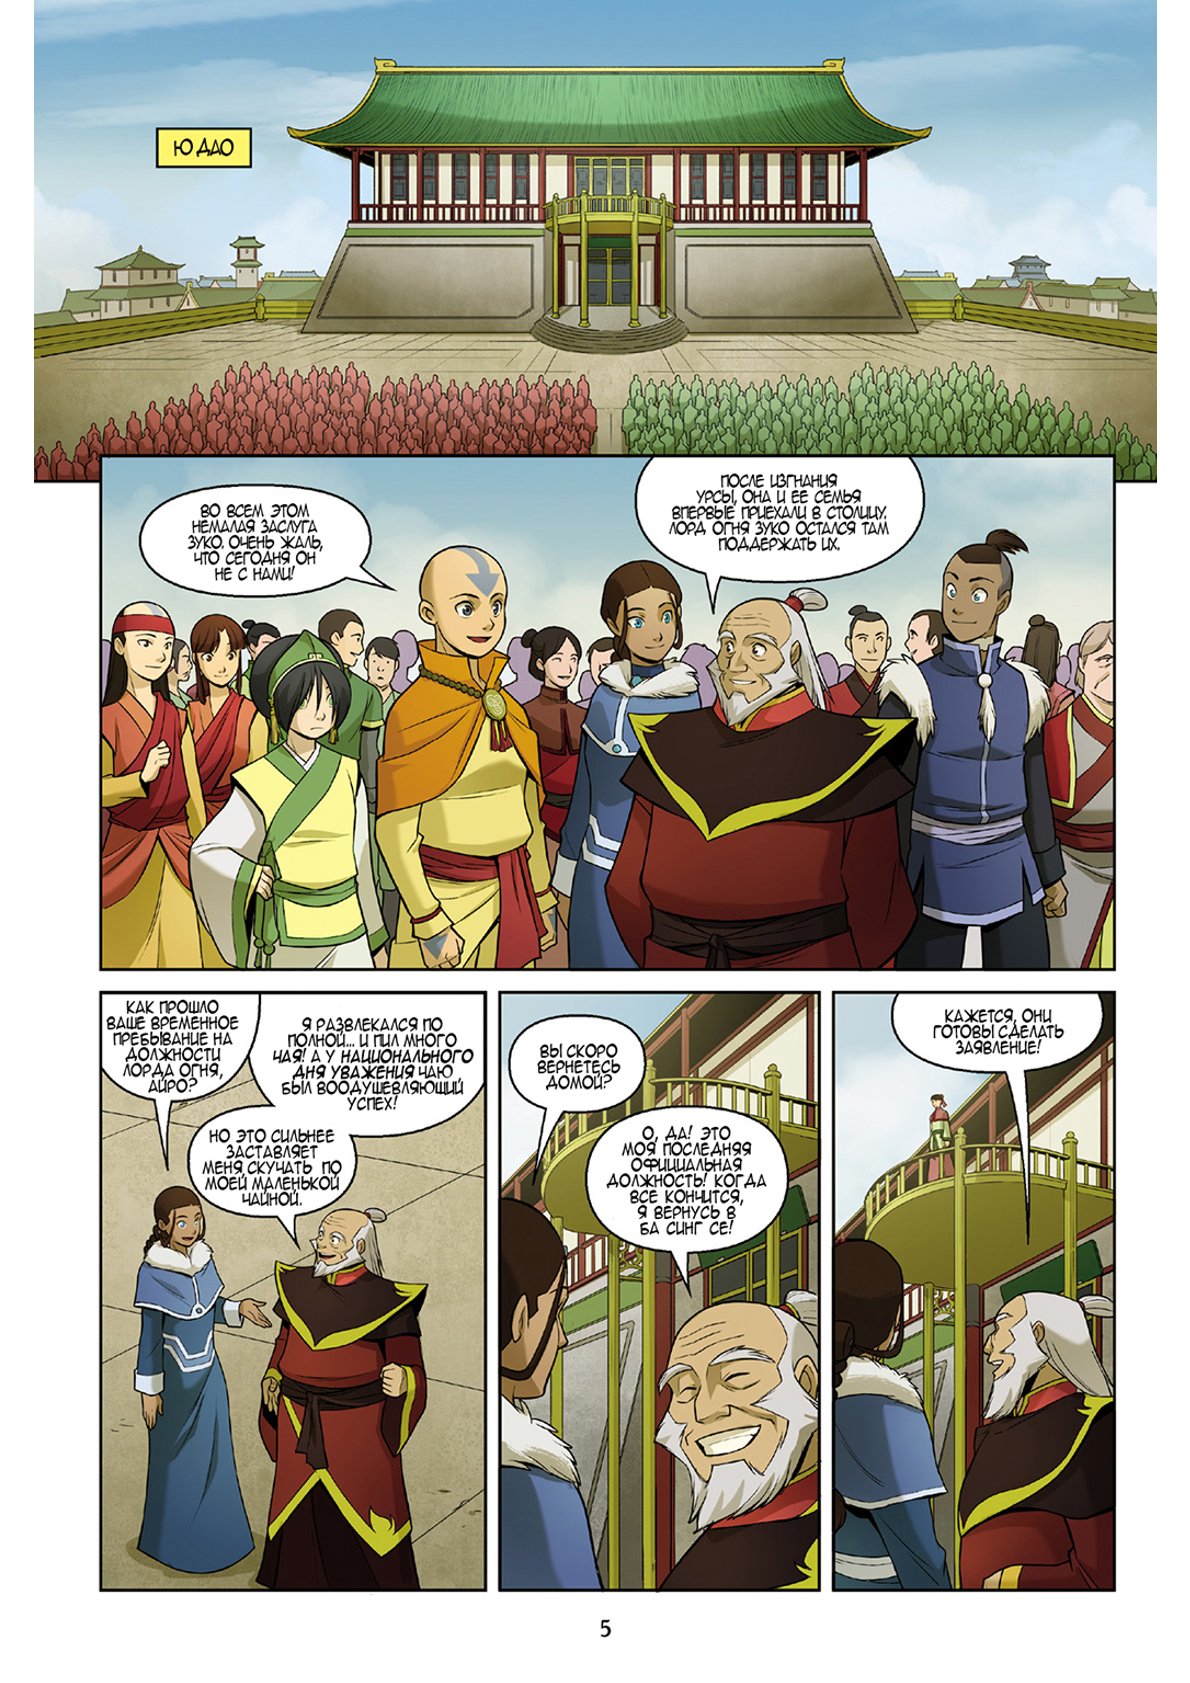 Ю ДАО
ВО ВСЕМ ЭТОМ
НЕМАЛАЯ ЗАСЛУГА
ЗУКО. ОЧЕНЬ ЖАЛЬ,
ЧТО СЕГОДНЯ ОН
НЕ С НАМИ!
ПОСЛЕ ИЗГНАНИЯ
УРСЫ, ОНА И ЕЕ СЕМЬЯ
ВПЕРВЫЕ ПРИЕХАЛИ В СТОЛИЦУ.
ЛОРД ОГНЯ ЗУКО ОСТАЛСЯ ТАМ
ПОДДЕРЖАТЬ ИХ.
КАК ПРОШЛО
ВАШЕ ВРЕМЕННОЕ
ПРЕБЫВАНИЕ НА
ДОЛЖНОСТИ
ЛОРДА ОГНЯ,
АЙРО?
Я РАЗВЛЕКАЛСЯ ПО
ПОЛНОЙ... И ПИЛ МНОГО
ЧАЯ! А У НАЦИОНАЛЬНОГО
ДНЯ УВАЖЕНИЯ ЧАЮ
БЫЛ ВООДУШЕВЛЯЮЩИЙ
УСПЕХ!
НО ЭТО СИЛЬНЕЕ
ЗАСТАВЛЯЕТ
МЕНЯ СКУЧАТЬ ПО
МОЕЙ МАЛЕНЬКОЙ
ЧАЙНОЙ.
ВЫ СКОРО
ВЕРНЕТЕСЬ
ДОМОЙ?
О, ДА! ЭТО
МОЯ ПОСЛЕДНЯЯ
ОФИЦИАЛЬНАЯ
ДОЛЖНОСТЬ! КОГДА
ВСЕ КОНЧИТСЯ,
Я ВЕРНУСЬ В
БА СИНГ СЕ!
КАЖЕТСЯ, ОНИ
ГОТОВЫ СДЕЛАТЬ
ЗАЯВЛЕНИЕ!
5